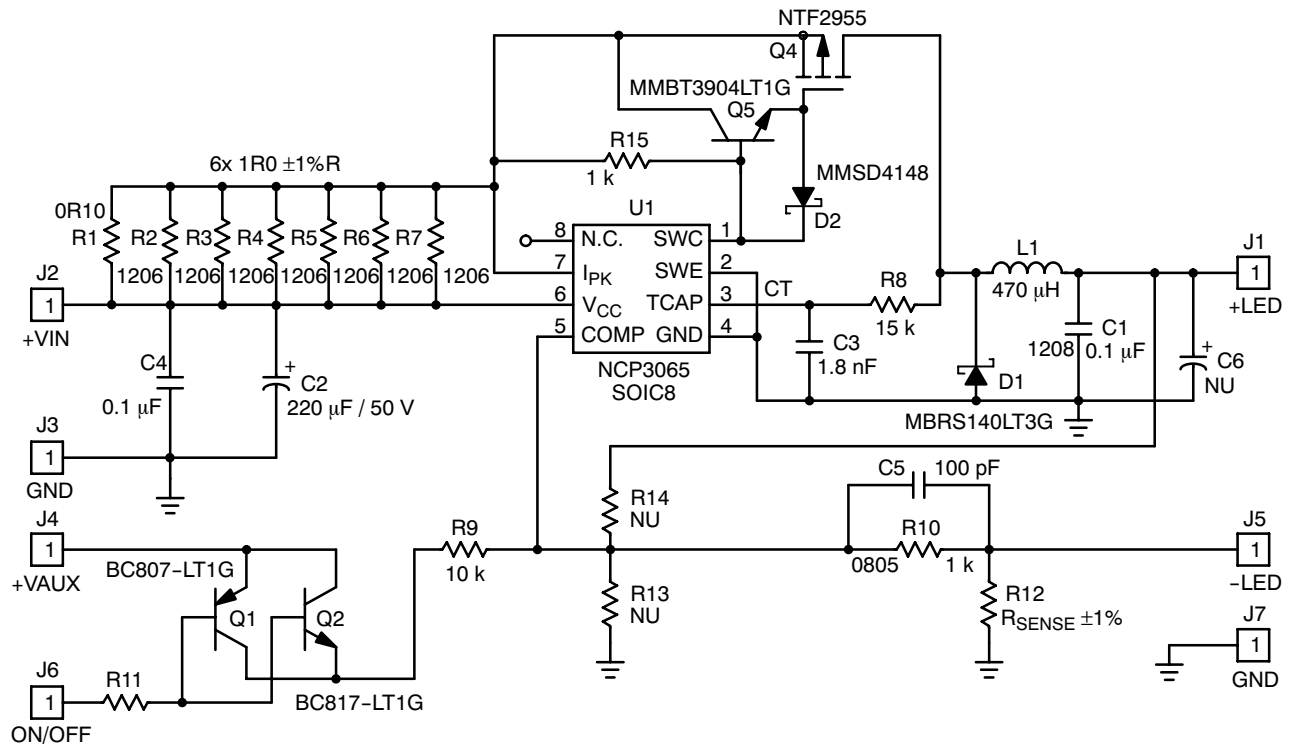 NTF2955
Q4
MMBT3904LT1G
Q5
R15
1 k
6x 1R0 ±1%R
MMSD4148
D2
0R10
R1
R2
R3
R4
R5
R6
R7
1206
1206
1206
1206
1206
1206
1206
U1
8
N.C.
SWC
1
7
IPK
SWE
2
6
VCC
TCAP
3
5
COMP
GND
4
NCP3065
SOIC8
CT
R8
15 k
C3
1.8 nF
L1
470 μH
J1
1
+LED
C1
1208
0.1 μF
+
C6
NU
D1
MBRS140LT3G
J2
1
+VIN
C4
0.1 μF
+
C2
220 μF / 50 V
J3
1
GND
J4
1
+VAUX
BC807-LT1G
Q1
Q2
R9
10 k
R14
NU
R13
NU
C5
100 pF
R10
0805
1 k
R12
RSENSE ±1%
J5
1
-LED
J7
1
GND
J6
1
ON/OFF
R11
BC817-LT1G